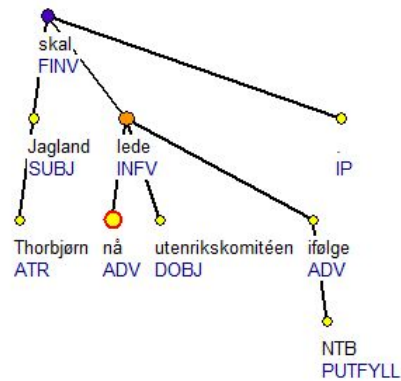 skal
FINV
Jagland lede .
SUBJ INFV IP
Thorbjørn nå utenrikskomitéen ifølge
ATR ADV DOBJ ADV
NTB
PUTFYLL